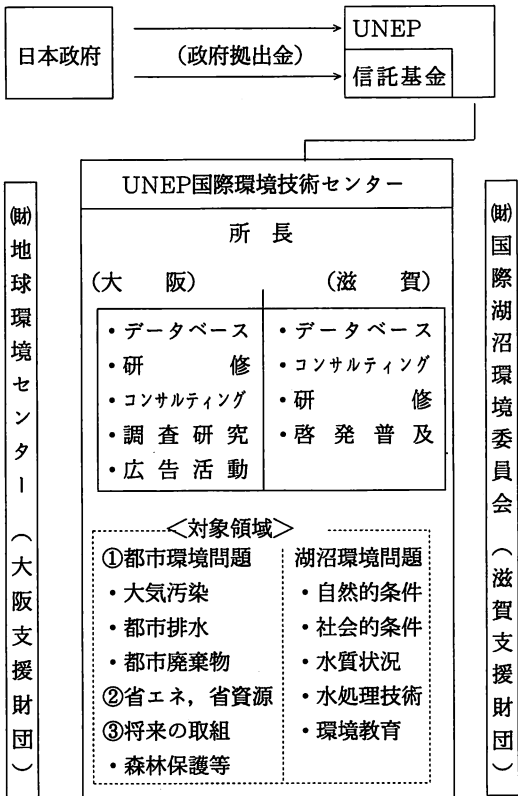 日本政府
(政府拠出金)
UNEP
信託基金
UNEP国際環境技術センター
所 長
(大 阪)
(滋 賀)
・データベース
・研 修
・コンサルティング
・調査研究
・広告活動
・データベース
・コンサルティング
・研 修
・啓発普及
<対象領域>
①都市環境問題
・大気汚染
・都市排水
・都市廃棄物
②省エネ,省資源
③将来の取組
・森林保護等
湖沼環境問題
・自然的条件
・社会的条件
・水質状況
・水処理技術
・環境教育
㈶地球環境センター(大阪支援財団)
㈶国際湖沼環境委員会(滋賀支援財団)